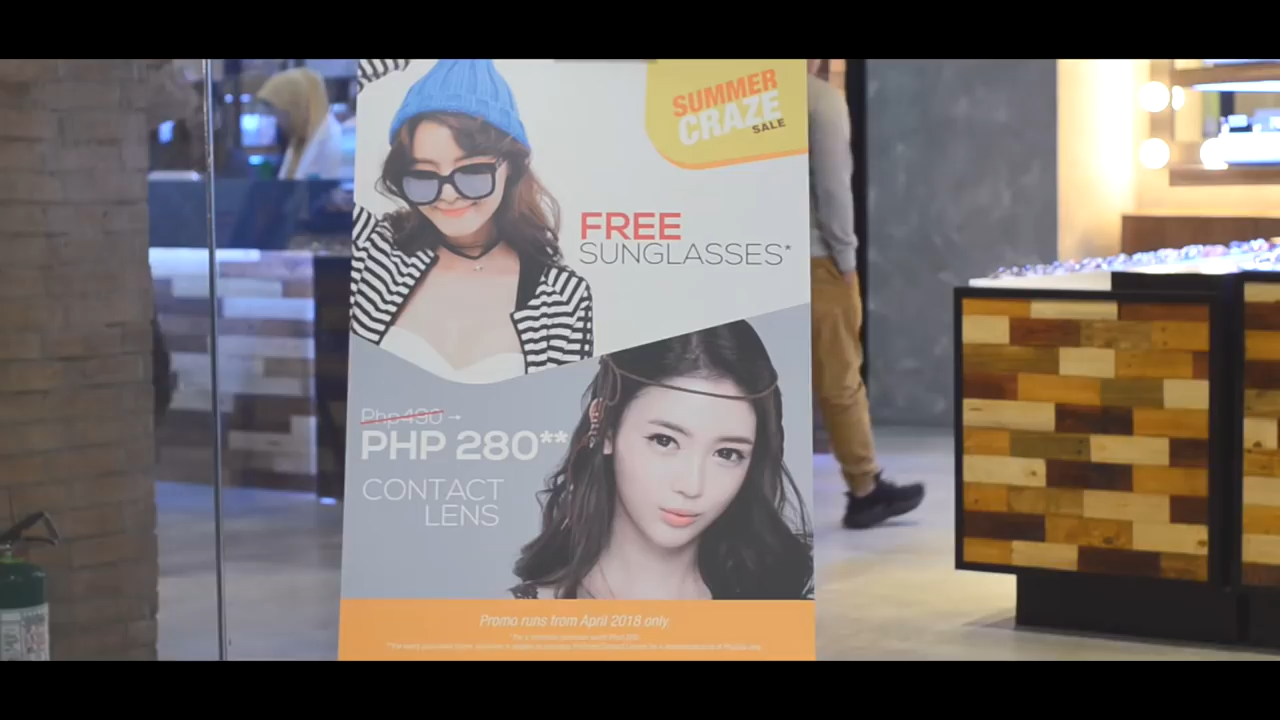 SUMMER
CRAZE
SALE
FREE
SUNGLASSES*
Php490 →
PHP 280**
CONTACT
LENS
Promo runs from April 2018 only